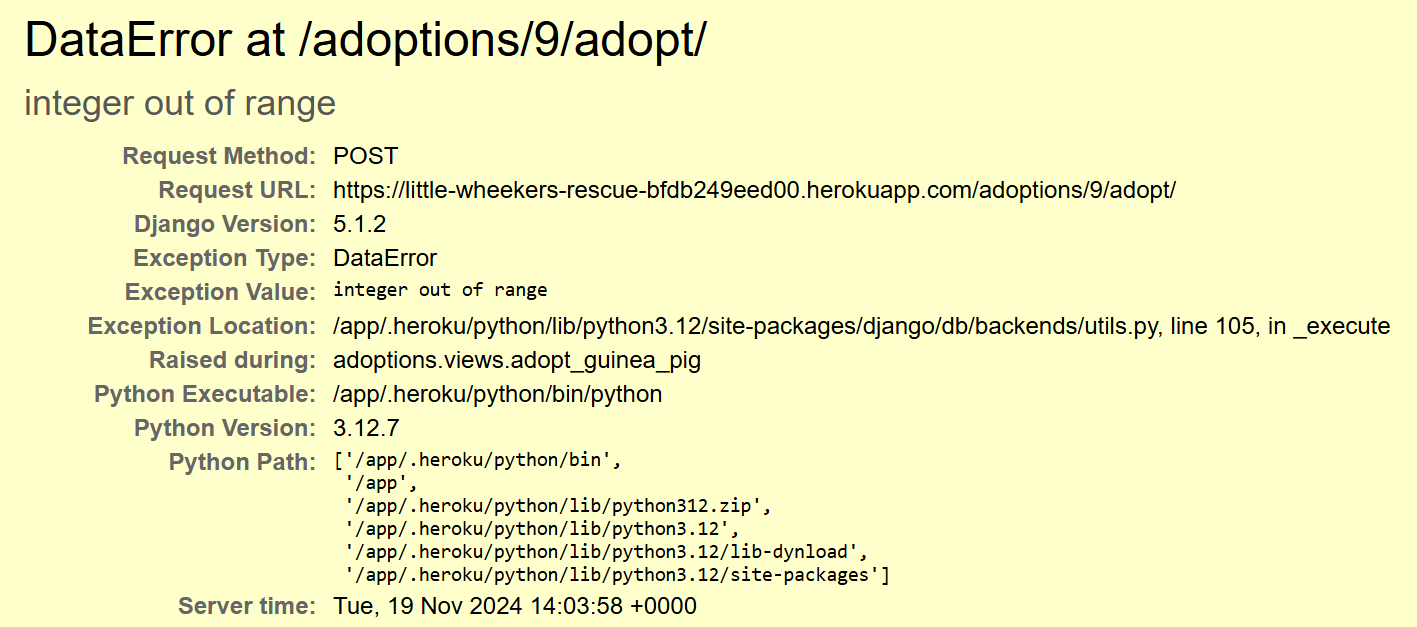 DataError at /adoptions/9/adopt/
integer out of range
Request Method: POST
Request URL: https://little-wheekers-rescue-bfdb249eed00.herokuapp.com/adoptions/9/adopt/
Django Version: 5.1.2
Exception Type: DataError
Exception Value: integer out of range
Exception Location: /app/.heroku/python/lib/python3.12/site-packages/django/db/backends/utils.py, line 105, in _execute
Raised during: adoptions.views.adopt_guinea_pig
Python Executable: /app/.heroku/python/bin/python
Python Version: 3.12.7
Python Path: ['/app/.heroku/python/bin',
'/app',
'/app/.heroku/python/lib/python312.zip',
'/app/.heroku/python/lib/python3.12',
'/app/.heroku/python/lib/python3.12/lib-dynload',
'/app/.heroku/python/lib/python3.12/site-packages']
Server time: Tue, 19 Nov 2024 14:03:58 +0000